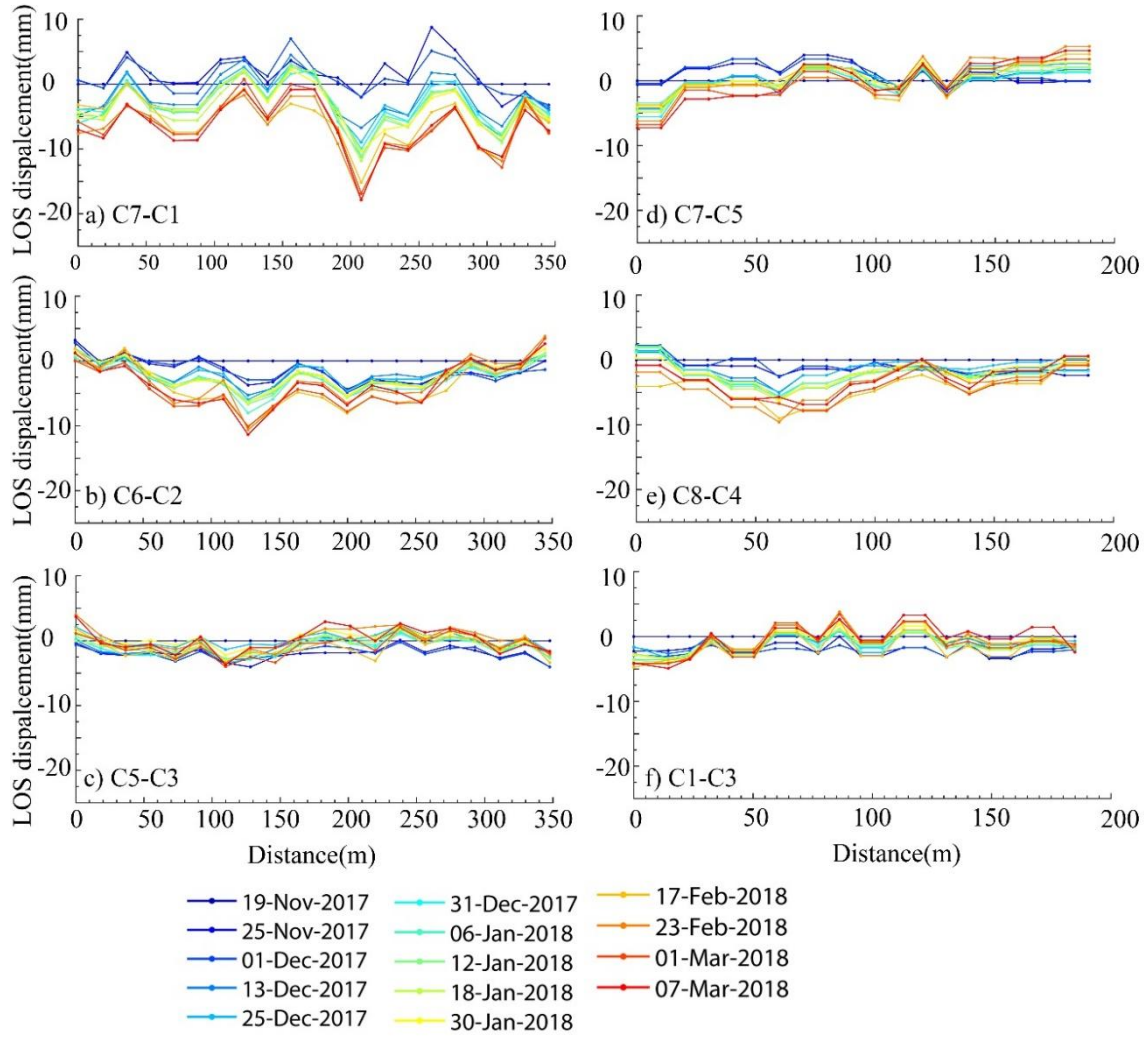 10
0
-10
-20
LOS dispalcement(mm)
a) C7-C1
0 50 100 150 200 250 300 350
10
0
-10
-20
d) C7-C5
0 50 100 150 200
10
0
-10
-20
LOS dispalcement(mm)
b) C6-C2
0 50 100 150 200 250 300 350
10
0
-10
-20
e) C8-C4
0 50 100 150 200
10
0
-10
-20
LOS dispalcement(mm)
c) C5-C3
0 50 100 150 200 250 300 350
Distance(m)
10
0
-10
-20
f) C1-C3
0 50 100 150 200
Distance(m)
19-Nov-2017
25-Nov-2017
01-Dec-2017
13-Dec-2017
25-Dec-2017
31-Dec-2017
06-Jan-2018
12-Jan-2018
18-Jan-2018
30-Jan-2018
17-Feb-2018
23-Feb-2018
01-Mar-2018
07-Mar-2018